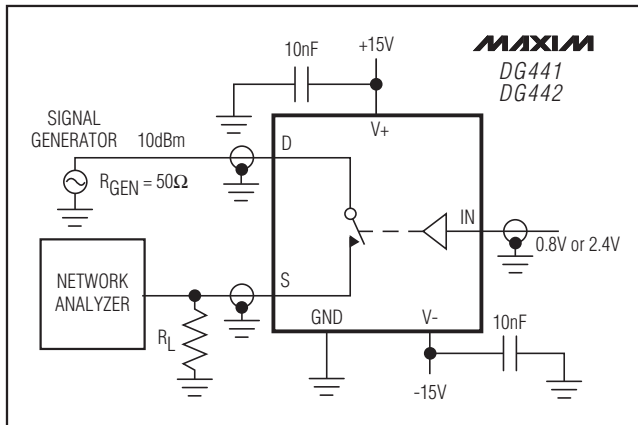 10nF
+15V
MAXIM
DG441
DG442
SIGNAL
GENERATOR
10dBm
D
V+
RGEN = 50Ω
IN
0.8V or 2.4V
NETWORK
ANALYZER
S
RL
GND
V-
10nF
-15V